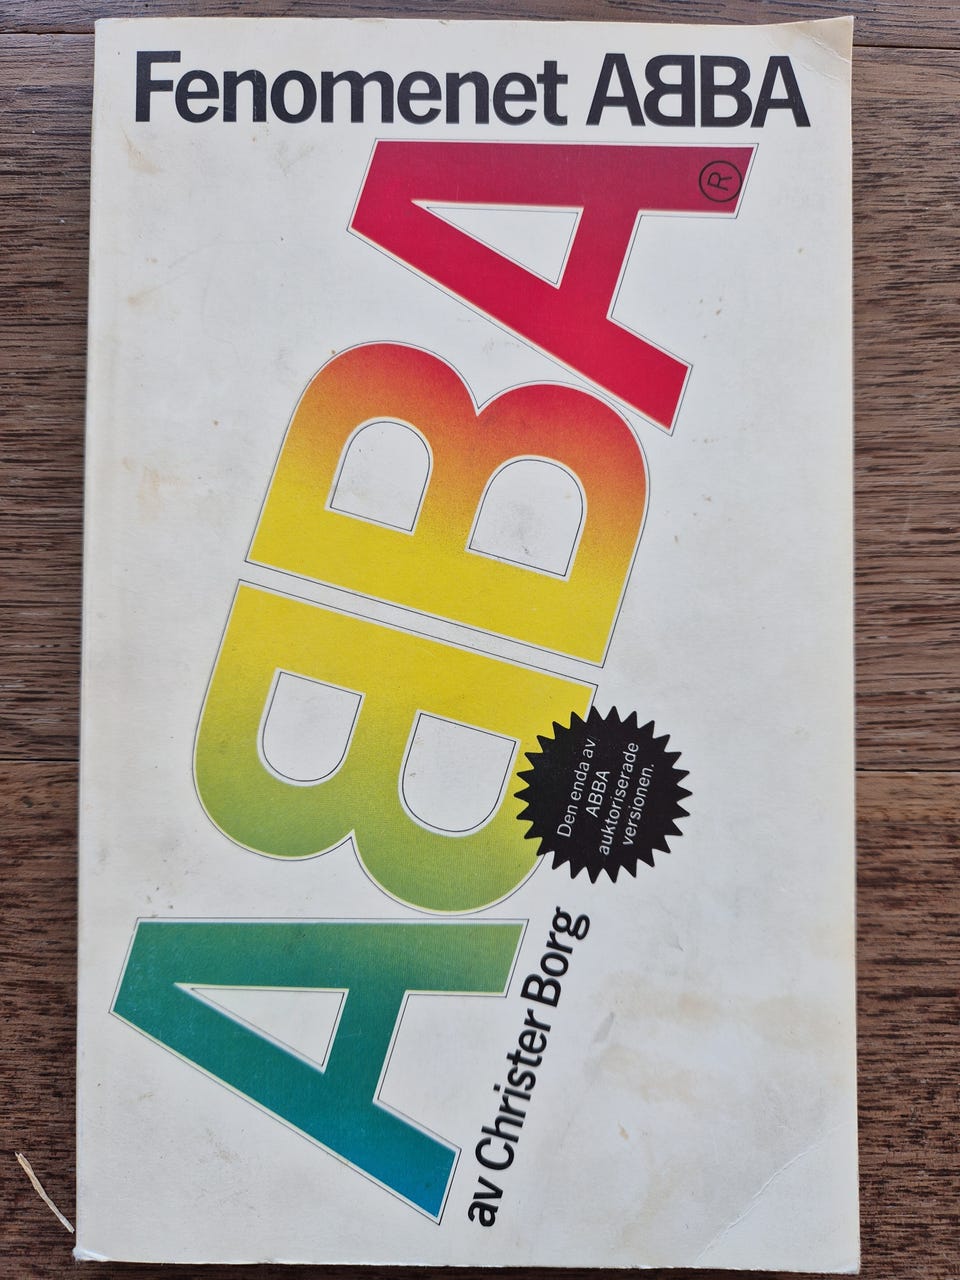 Fenomenet ABBA
ABBA®
Den enda av
ABBA
auktoriserade
versionen.
av Christer Borg